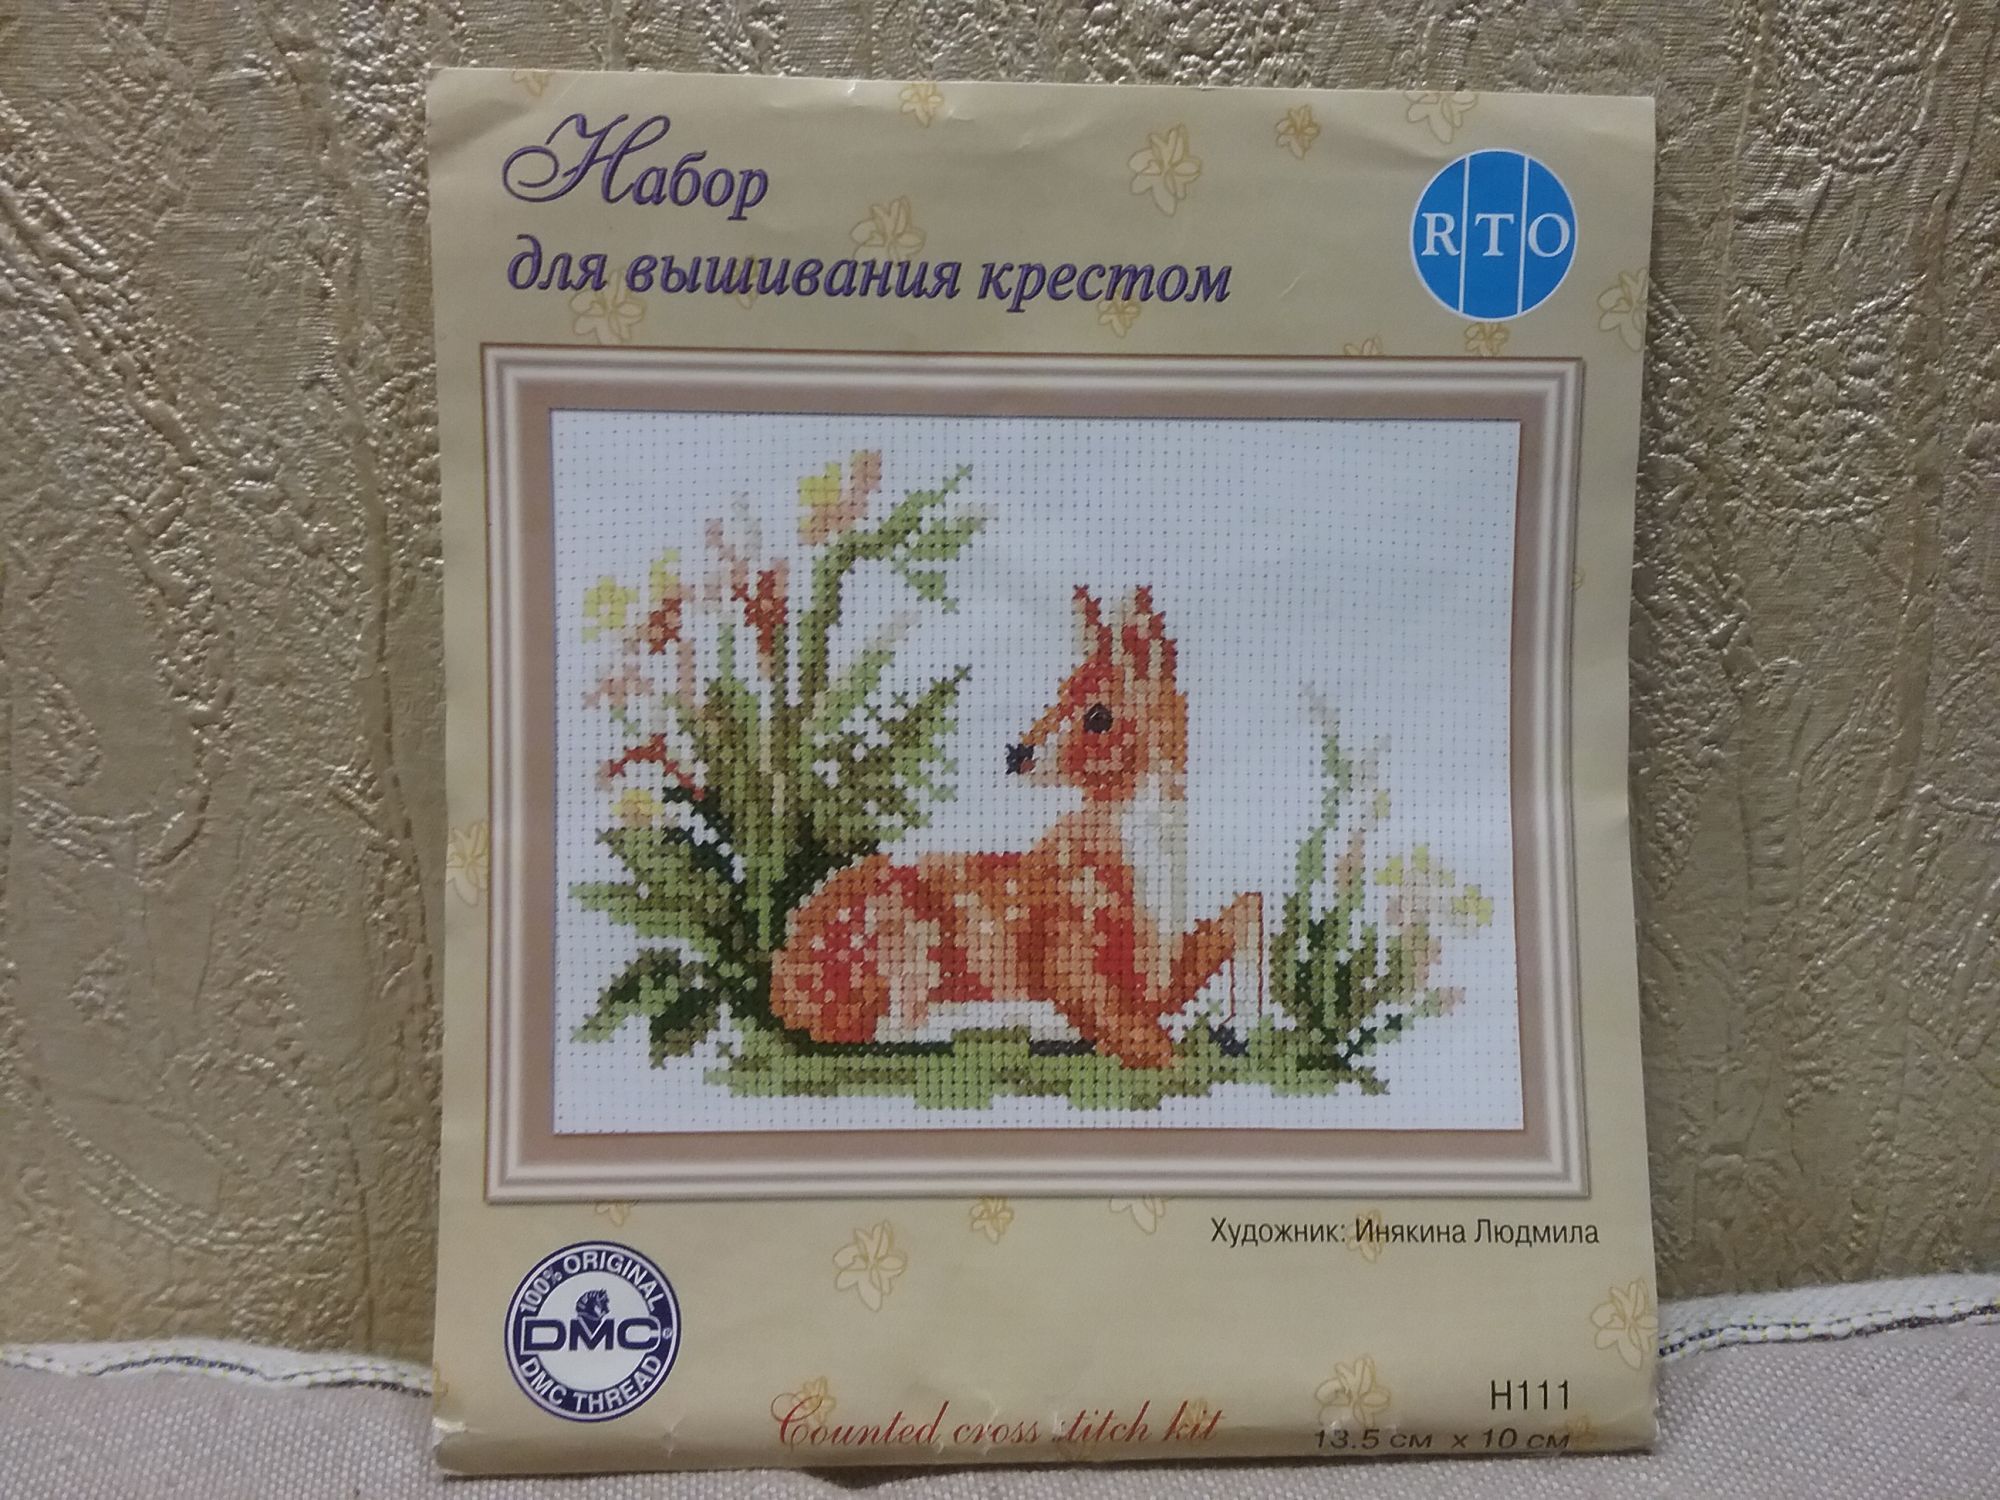 Набор
для вышивания крестом
RTO
Художник: Инякина Людмила
100% ORIGINAL
DMC®
DMC THREAD
Counted cross stitch kit
H111
13.5 см x 10 см